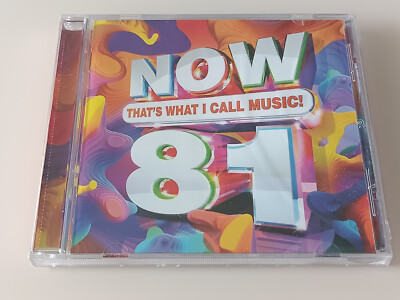 NOW
THAT'S WHAT I CALL MUSIC!
81